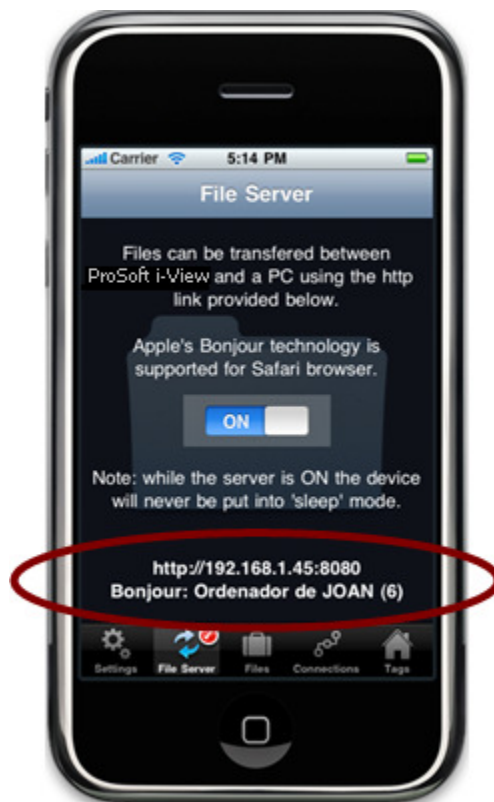 Carrier 5:14 PM
File Server
Files can be transfered between
ProSoft i-View and a PC using the http
link provided below.
Apple's Bonjour technology is
supported for Safari browser.
ON
Note: while the server is ON the device
will never be put into 'sleep' mode.
http://192.168.1.45:8080
Bonjour: Ordenador de JOAN (6)
Settings File Server Files Connections Tags